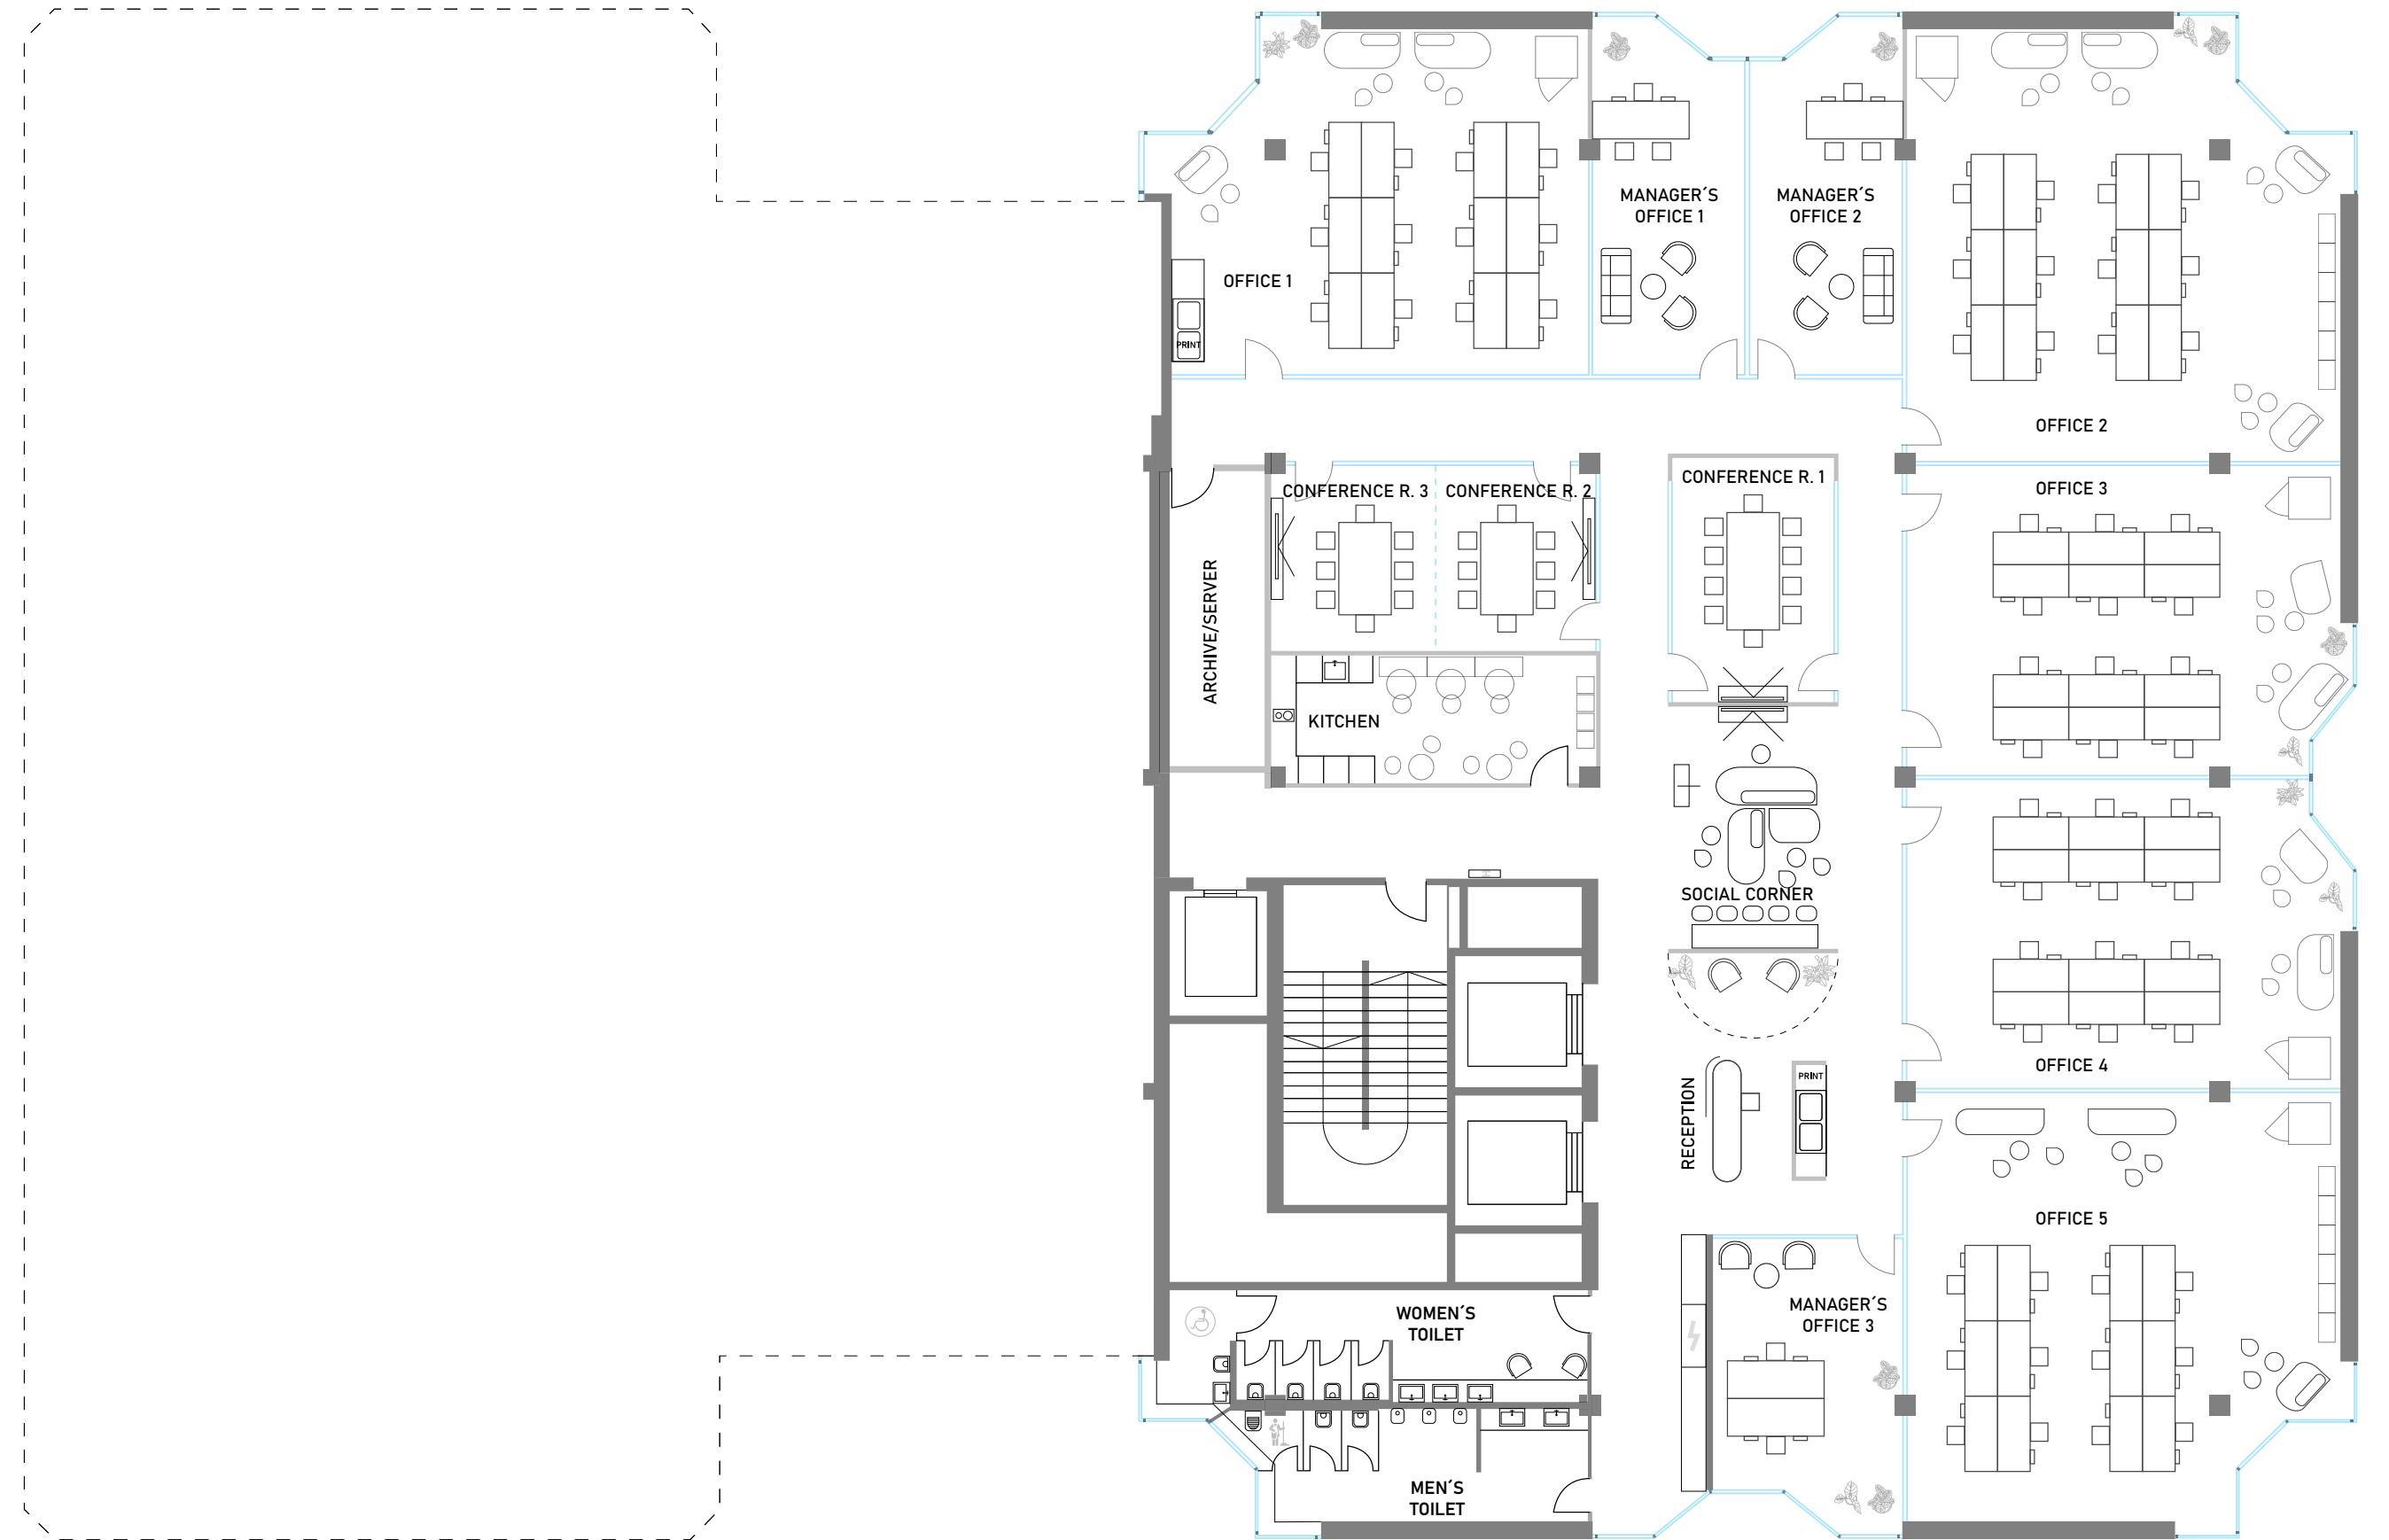 MANAGER´S
OFFICE 1
MANAGER´S
OFFICE 2
OFFICE 1
PRINT
OFFICE 2
CONFERENCE R. 3
CONFERENCE R. 2
CONFERENCE R. 1
OFFICE 3
ARCHIVE/SERVER
KITCHEN
SOCIAL CORNER
OFFICE 4
PRINT
RECEPTION
OFFICE 5
WOMEN´S
TOILET
MANAGER´S
OFFICE 3
MEN´S
TOILET